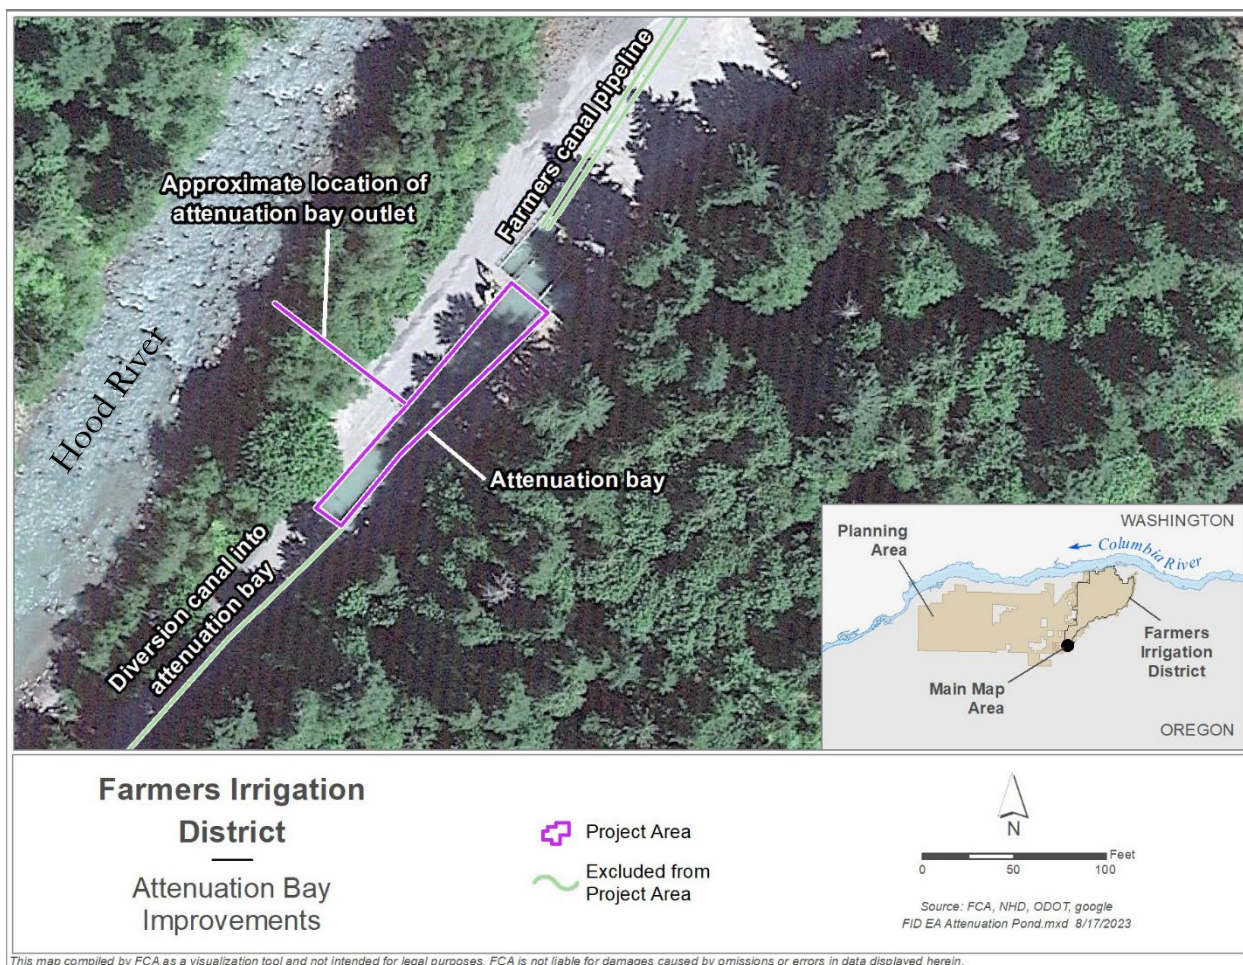 Farmers canal pipeline
Approximate location of
attenuation bay outlet
Hood River
Attenuation bay
Diversion canal into
attenuation bay
WASHINGTON
Planning
Area
Columbia River
Farmers
Irrigation
District
Main Map
Area
OREGON
Farmers Irrigation
District
Attenuation Bay
Improvements
Project Area
Excluded from
Project Area
N
Feet
0 50 100
Source: FCA, NHD, ODOT, google
FID EA Attenuation Pond.mxd 8/17/2023
This map compiled by FCA as a visualization tool and not intended for legal purposes. FCA is not liable for damages caused by omissions or errors in data displayed herein.